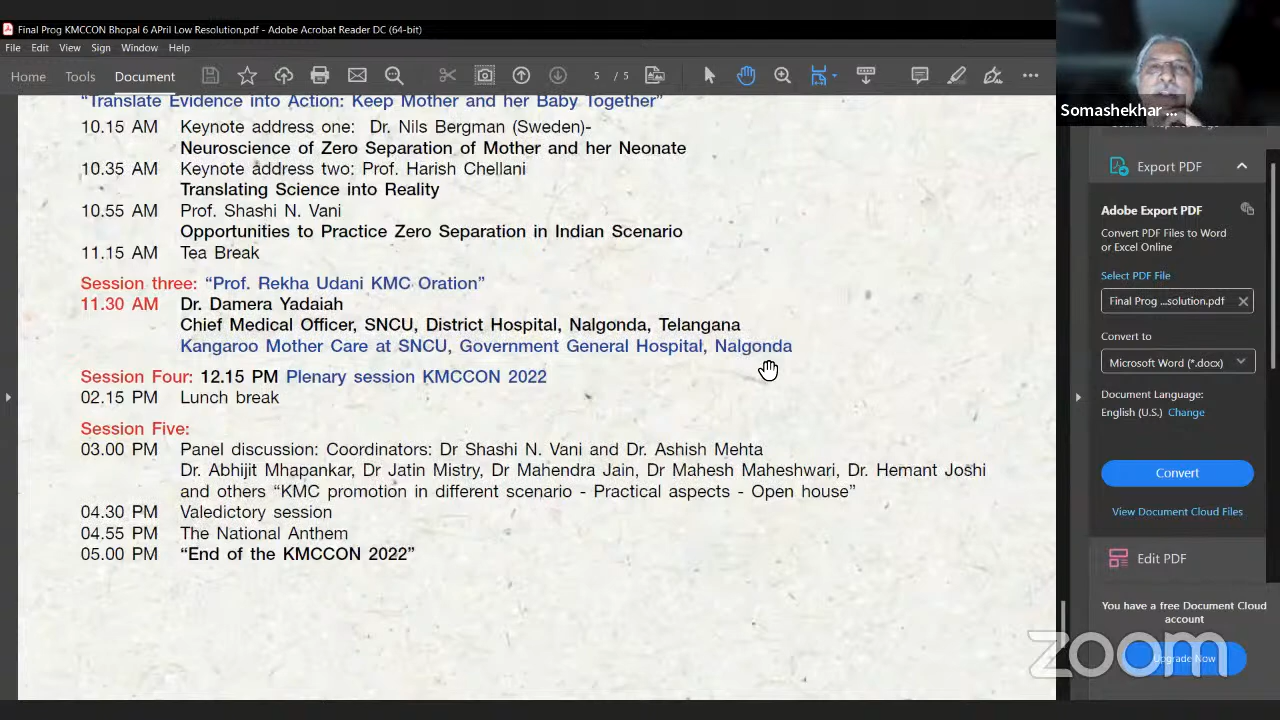 Final Prog KMCCON Bhopal 6 APril Low Resolution.pdf - Adobe Acrobat Reader DC (64-bit)
File Edit View Sign Window Help
Home Tools Document 5 / 5
Somashekhar ...
"Translate Evidence into Action: Keep Mother and her Baby Together"
10.15 AM Keynote address one: Dr. Nils Bergman (Sweden)-
Neuroscience of Zero Separation of Mother and her Neonate
10.35 AM Keynote address two: Prof. Harish Chellani
Translating Science into Reality
10.55 AM Prof. Shashi N. Vani
Opportunities to Practice Zero Separation in Indian Scenario
11.15 AM Tea Break
Session three: "Prof. Rekha Udani KMC Oration"
11.30 AM Dr. Damera Yadaiah
Chief Medical Officer, SNCU, District Hospital, Nalgonda, Telangana
Kangaroo Mother Care at SNCU, Government General Hospital, Nalgonda
Session Four: 12.15 PM Plenary session KMCCON 2022
02.15 PM Lunch break
Session Five:
03.00 PM Panel discussion: Coordinators: Dr Shashi N. Vani and Dr. Ashish Mehta
Dr. Abhijit Mhapankar, Dr Jatin Mistry, Dr Mahendra Jain, Dr Mahesh Maheshwari, Dr. Hemant Joshi
and others "KMC promotion in different scenario - Practical aspects - Open house"
04.30 PM Valedictory session
04.55 PM The National Anthem
05.00 PM "End of the KMCCON 2022"
Export PDF
Adobe Export PDF
Convert PDF Files to Word
or Excel Online
Select PDF File
Final Prog ...solution.pdf
Convert to
Microsoft Word (*.docx)
Document Language:
English (U.S.) Change
Convert
View Document Cloud Files
Edit PDF
You have a free Document Cloud
account
Upgrade Now
zoom